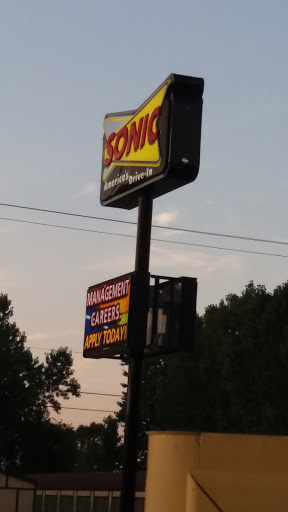 SONIC
America's Drive-In
MANAGEMENT
CAREERS.
APPLY TODAY!